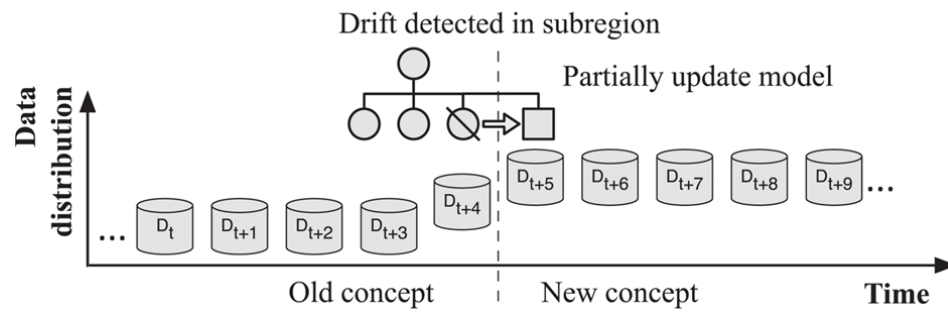 Drift detected in subregion
Partially update model
Data
distribution
D_t+5 D_t+6 D_t+7 D_t+8 D_t+9 ...
D_t+4
... D_t D_t+1 D_t+2 D_t+3
Old concept
New concept
Time